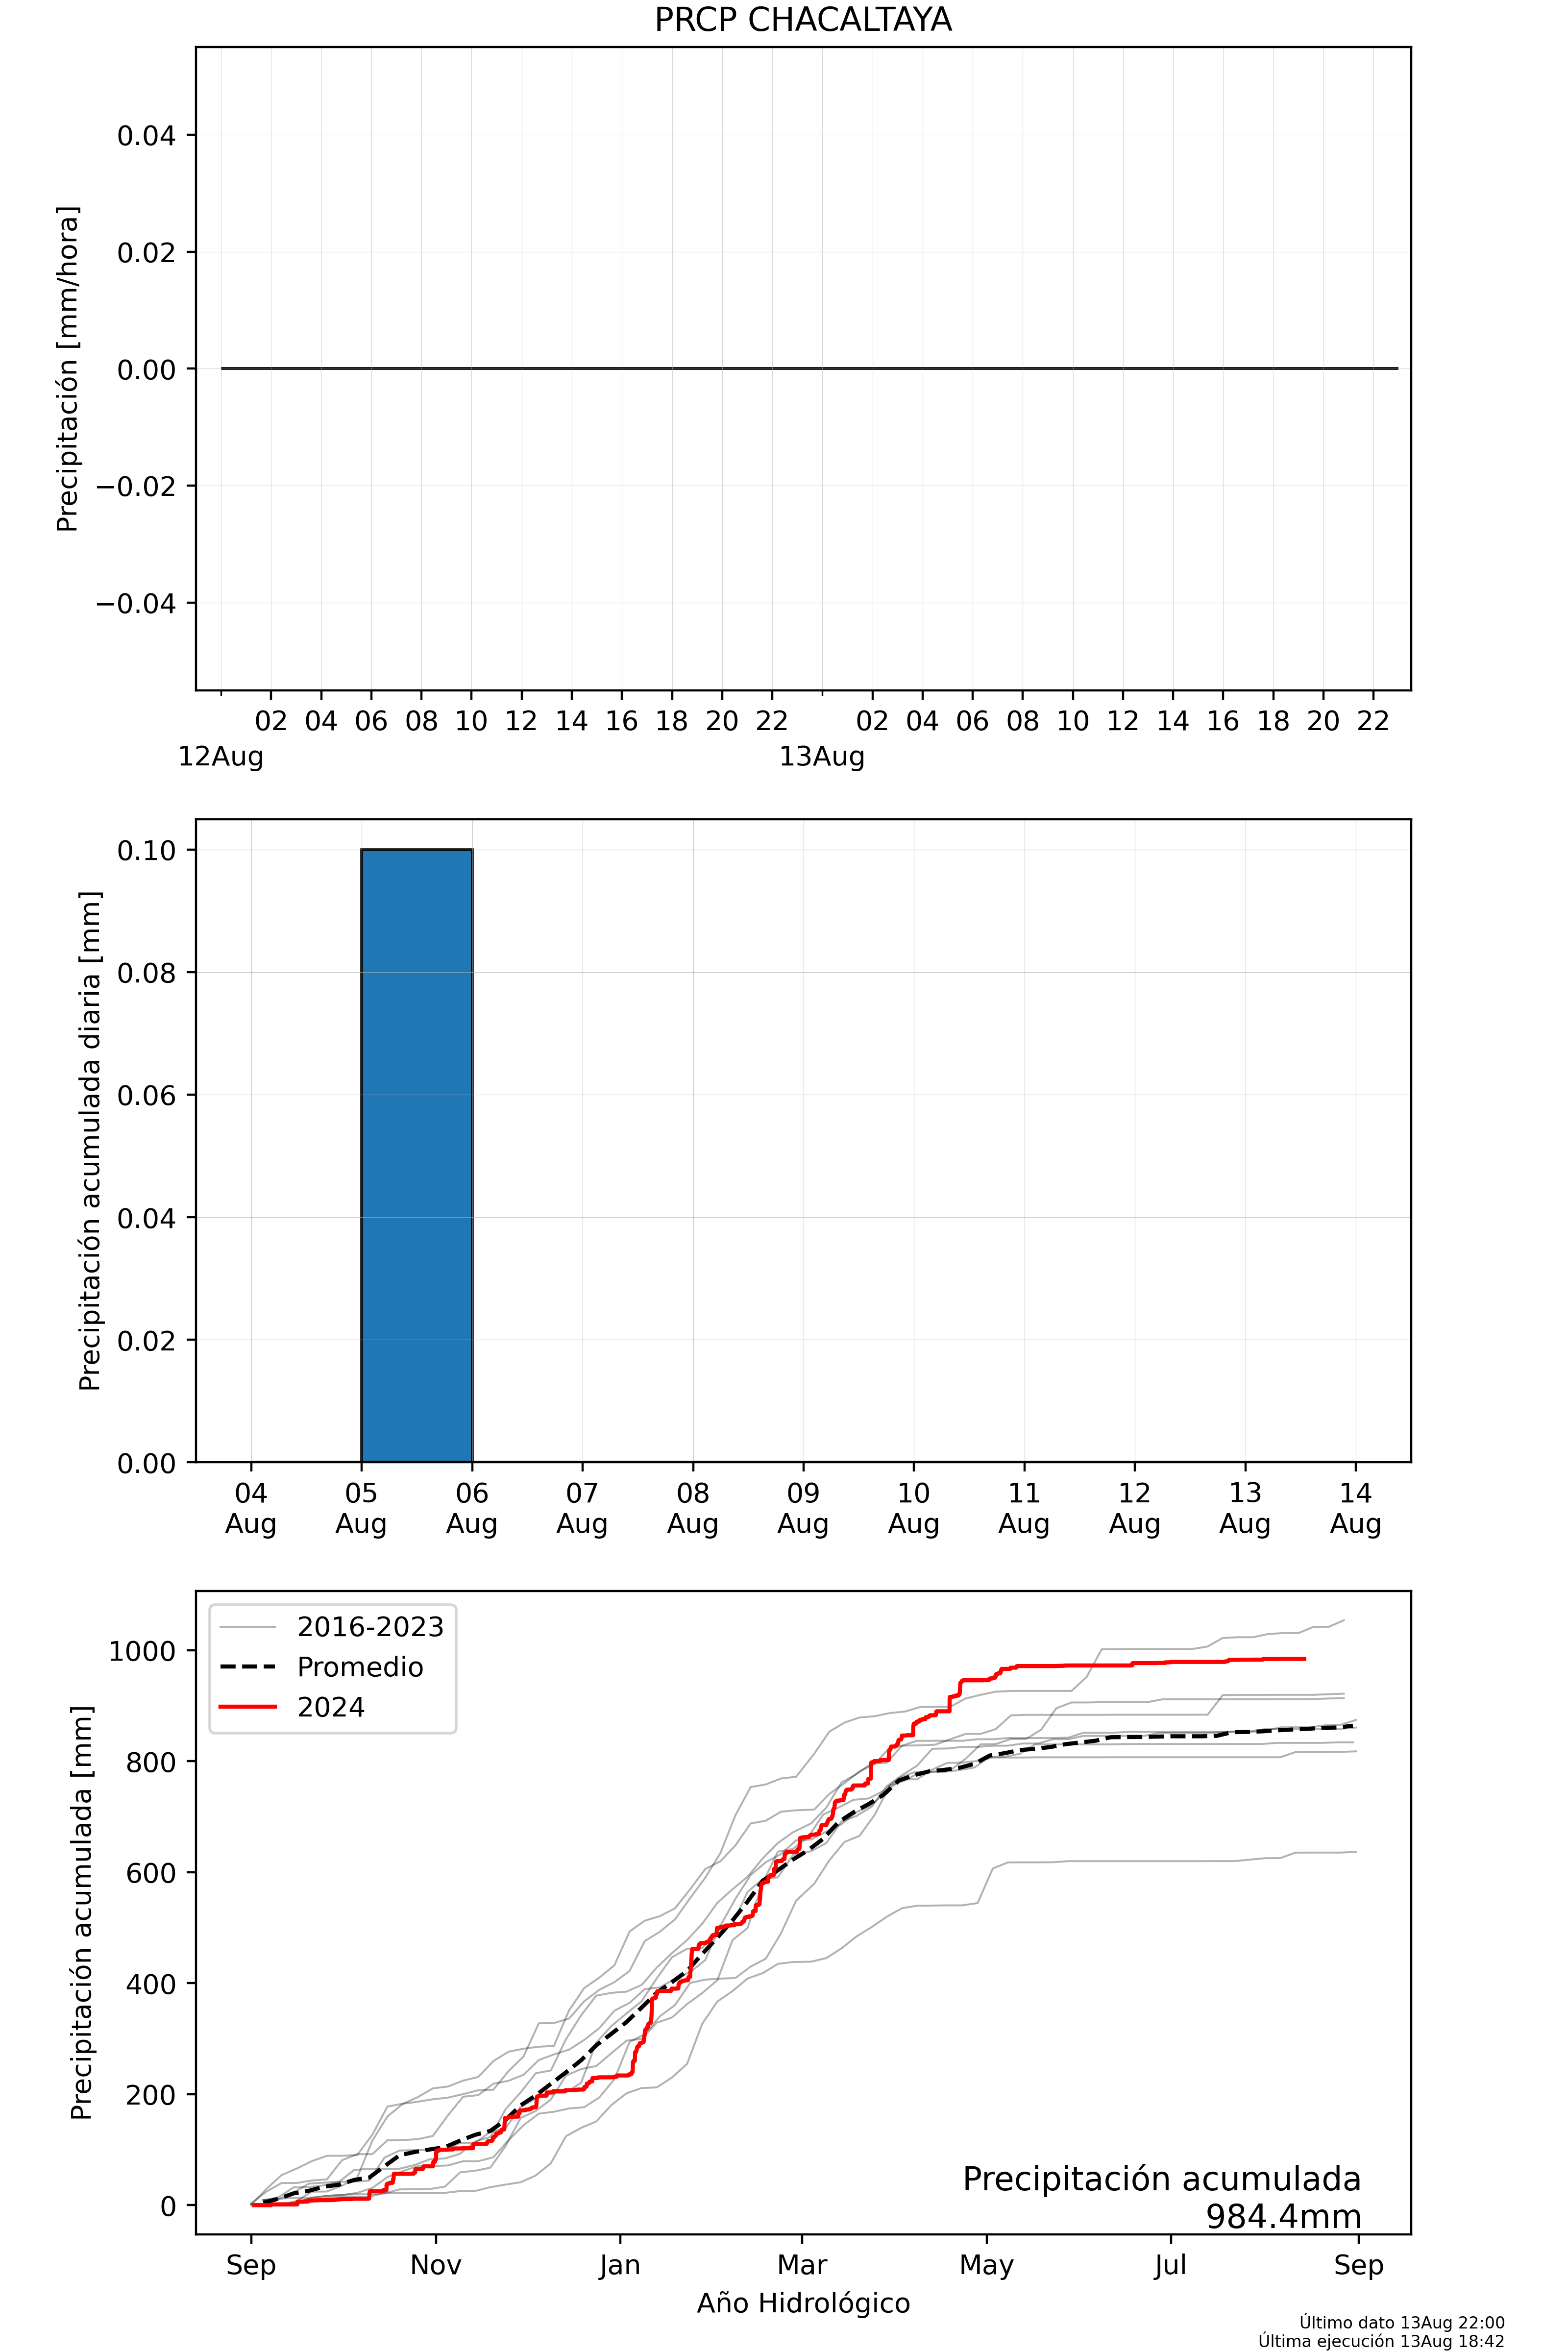 PRCP CHACALTAYA
Precipitación [mm/hora]
0.04
0.02
0.00
−0.02
−0.04
02 04 06 08 10 12 14 16 18 20 22 02 04 06 08 10 12 14 16 18 20 22
12Aug 13Aug
Precipitación acumulada diaria [mm]
0.10
0.08
0.06
0.04
0.02
0.00
04 05 06 07 08 09 10 11 12 13 14
Aug Aug Aug Aug Aug Aug Aug Aug Aug Aug Aug
Precipitación acumulada [mm]
1000
800
600
400
200
0
2016-2023
Promedio
2024
Precipitación acumulada
984.4mm
Sep Nov Jan Mar May Jul Sep
Año Hidrológico
Último dato 13Aug 22:00
Última ejecución 13Aug 18:42